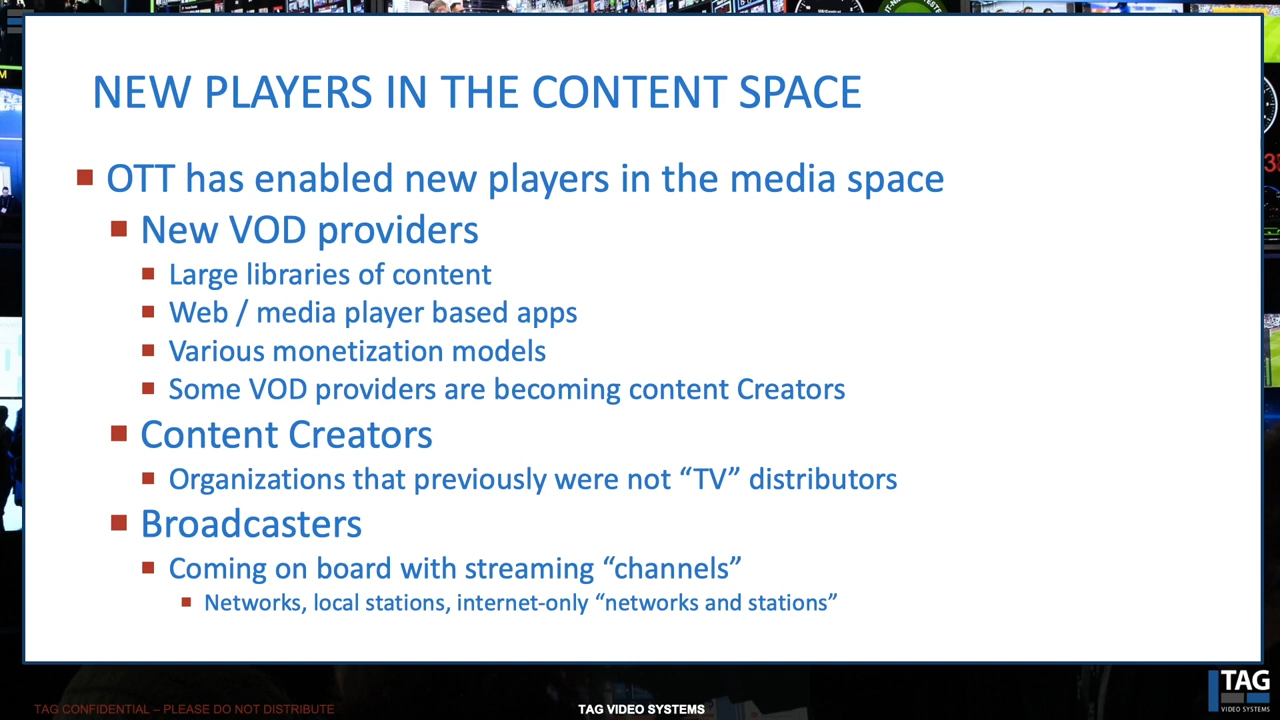 NEW PLAYERS IN THE CONTENT SPACE
OTT has enabled new players in the media space
New VOD providers
Large libraries of content
Web / media player based apps
Various monetization models
Some VOD providers are becoming content Creators
Content Creators
Organizations that previously were not “TV” distributors
Broadcasters
Coming on board with streaming “channels”
Networks, local stations, internet-only “networks and stations”
TAG CONFIDENTIAL – PLEASE DO NOT DISTRIBUTE
TAG VIDEO SYSTEMS
TAG
VIDEO SYSTEMS